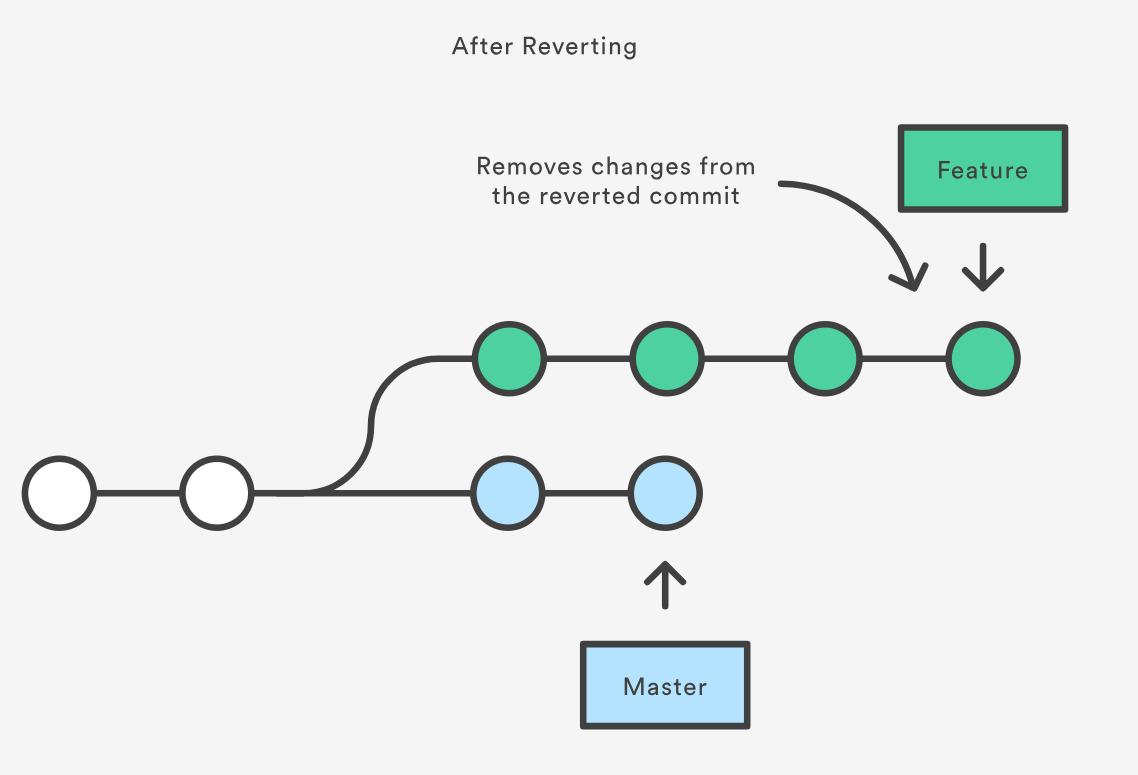 After Reverting
Removes changes from
the reverted commit
Feature
Master